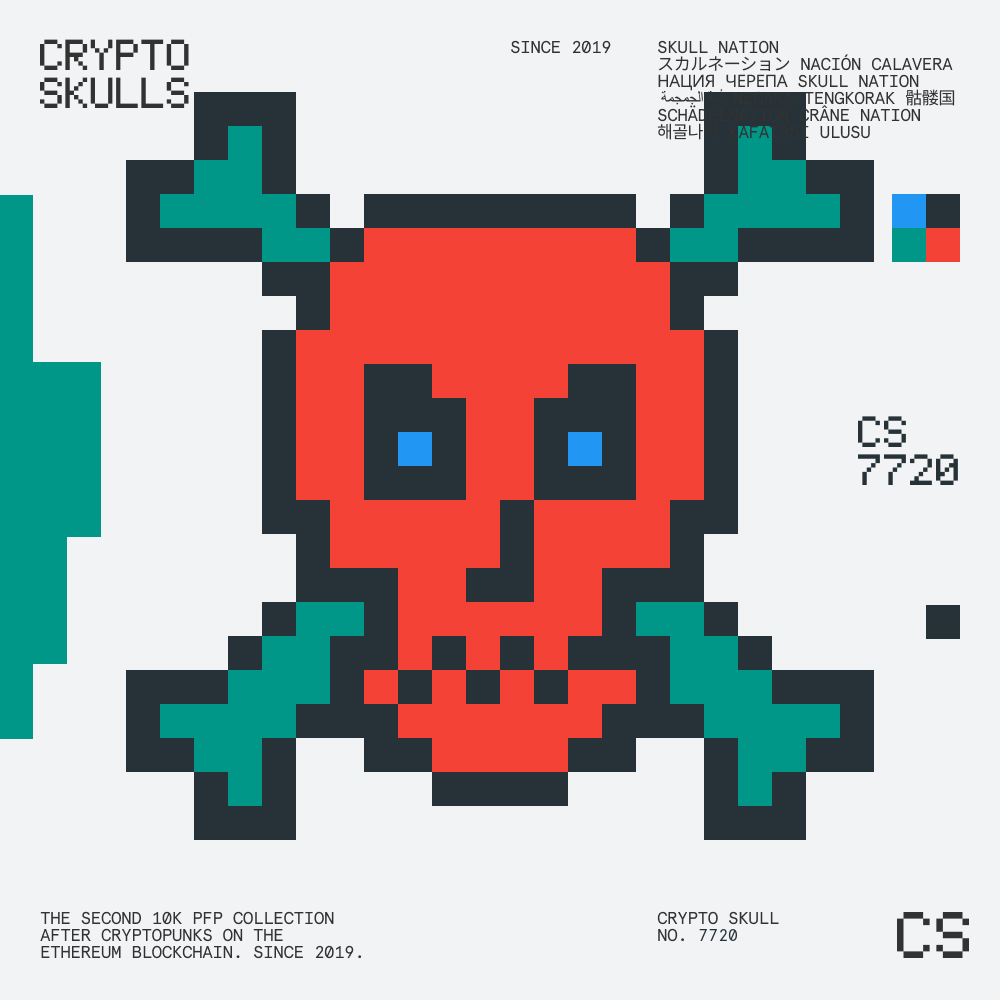 CRYPTO
SKULLS
SINCE 2019
SKULL NATION
スカルネーション NACIÓN CALAVERA
НАЦИЯ ЧЕРЕПА SKULL NATION
الجمجمة TENGKORAK 骷髅国
CRÂNE NATION
해골나 ULUSU
CS
7720
THE SECOND 10K PFP COLLECTION
AFTER CRYPTOPUNKS ON THE
ETHEREUM BLOCKCHAIN. SINCE 2019.
CRYPTO SKULL
NO. 7720
CS